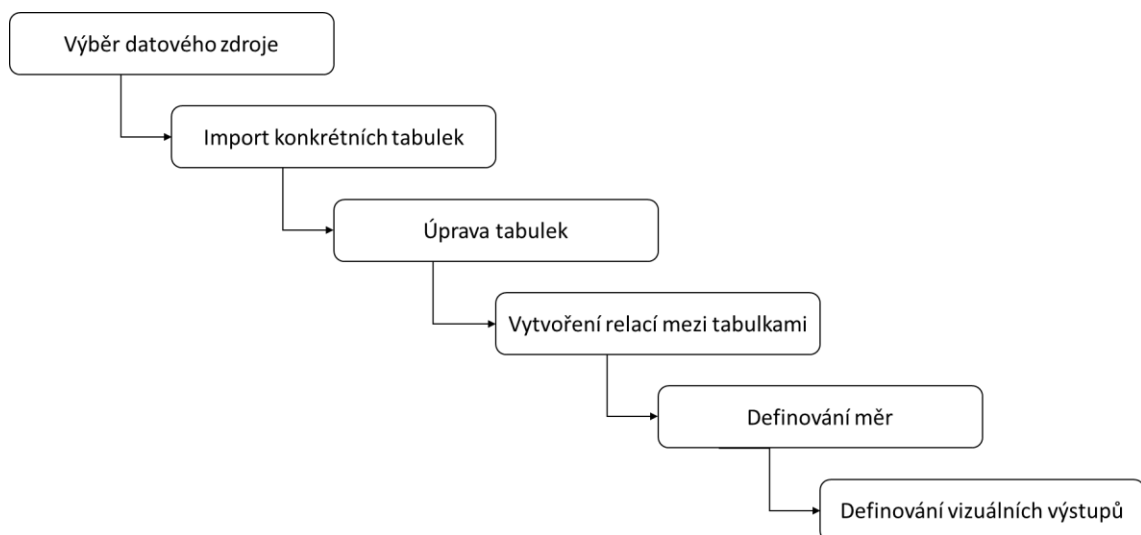 Výběr datového zdroje
Import konkrétních tabulek
Úprava tabulek
Vytvoření relací mezi tabulkami
Definování měr
Definování vizuálních výstupů